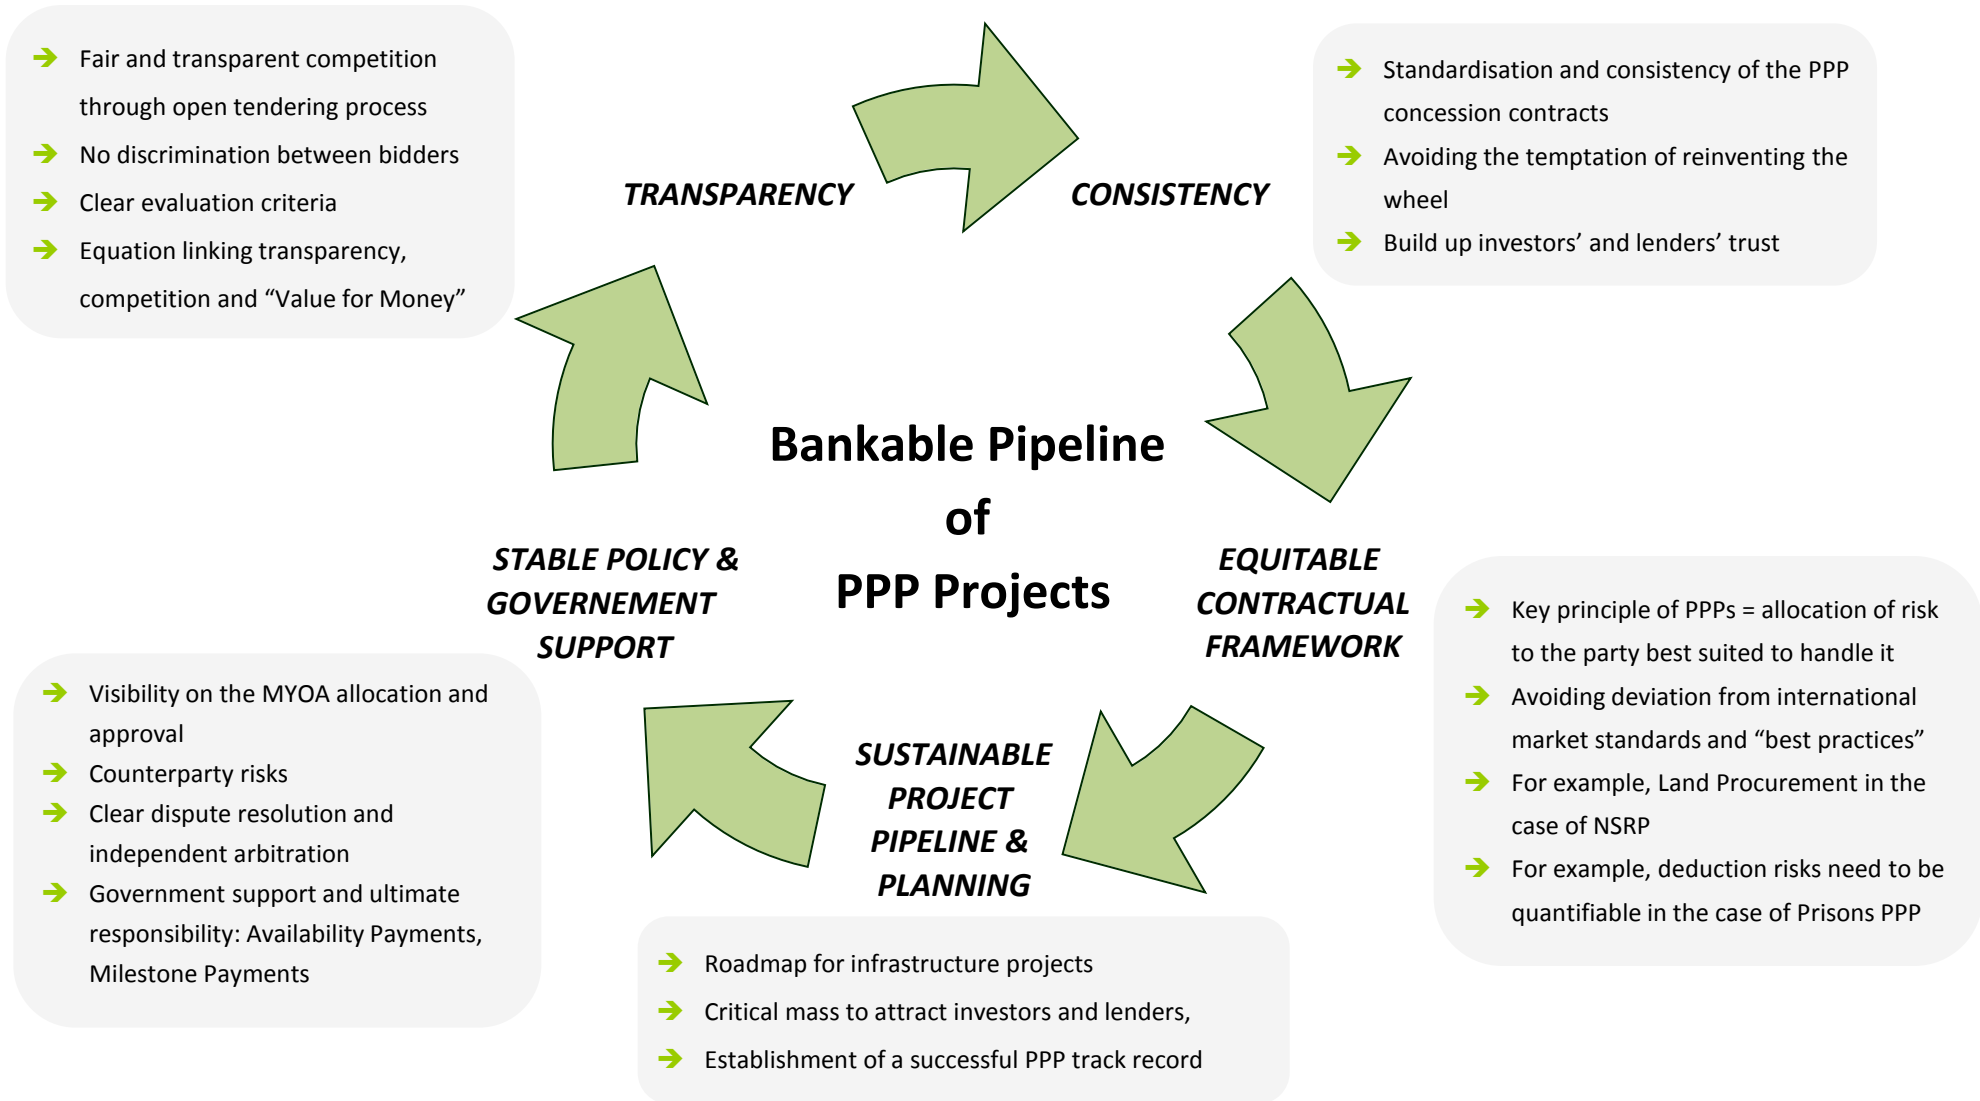 Fair and transparent competition
through open tendering process
No discrimination between bidders
Clear evaluation criteria
Equation linking transparency,
competition and “Value for Money”
TRANSPARENCY
CONSISTENCY
Standardisation and consistency of the PPP
concession contracts
Avoiding the temptation of reinventing the
wheel
Build up investors’ and lenders’ trust
Bankable Pipeline
of
PPP Projects
STABLE POLICY &
GOVERNEMENT
SUPPORT
EQUITABLE
CONTRACTUAL
FRAMEWORK
Key principle of PPPs = allocation of risk
to the party best suited to handle it
Avoiding deviation from international
market standards and “best practices”
For example, Land Procurement in the
case of NSRP
For example, deduction risks need to be
quantifiable in the case of Prisons PPP
Visibility on the MYOA allocation and
approval
Counterparty risks
Clear dispute resolution and
independent arbitration
Government support and ultimate
responsibility: Availability Payments,
Milestone Payments
SUSTAINABLE
PROJECT
PIPELINE &
PLANNING
Roadmap for infrastructure projects
Critical mass to attract investors and lenders,
Establishment of a successful PPP track record